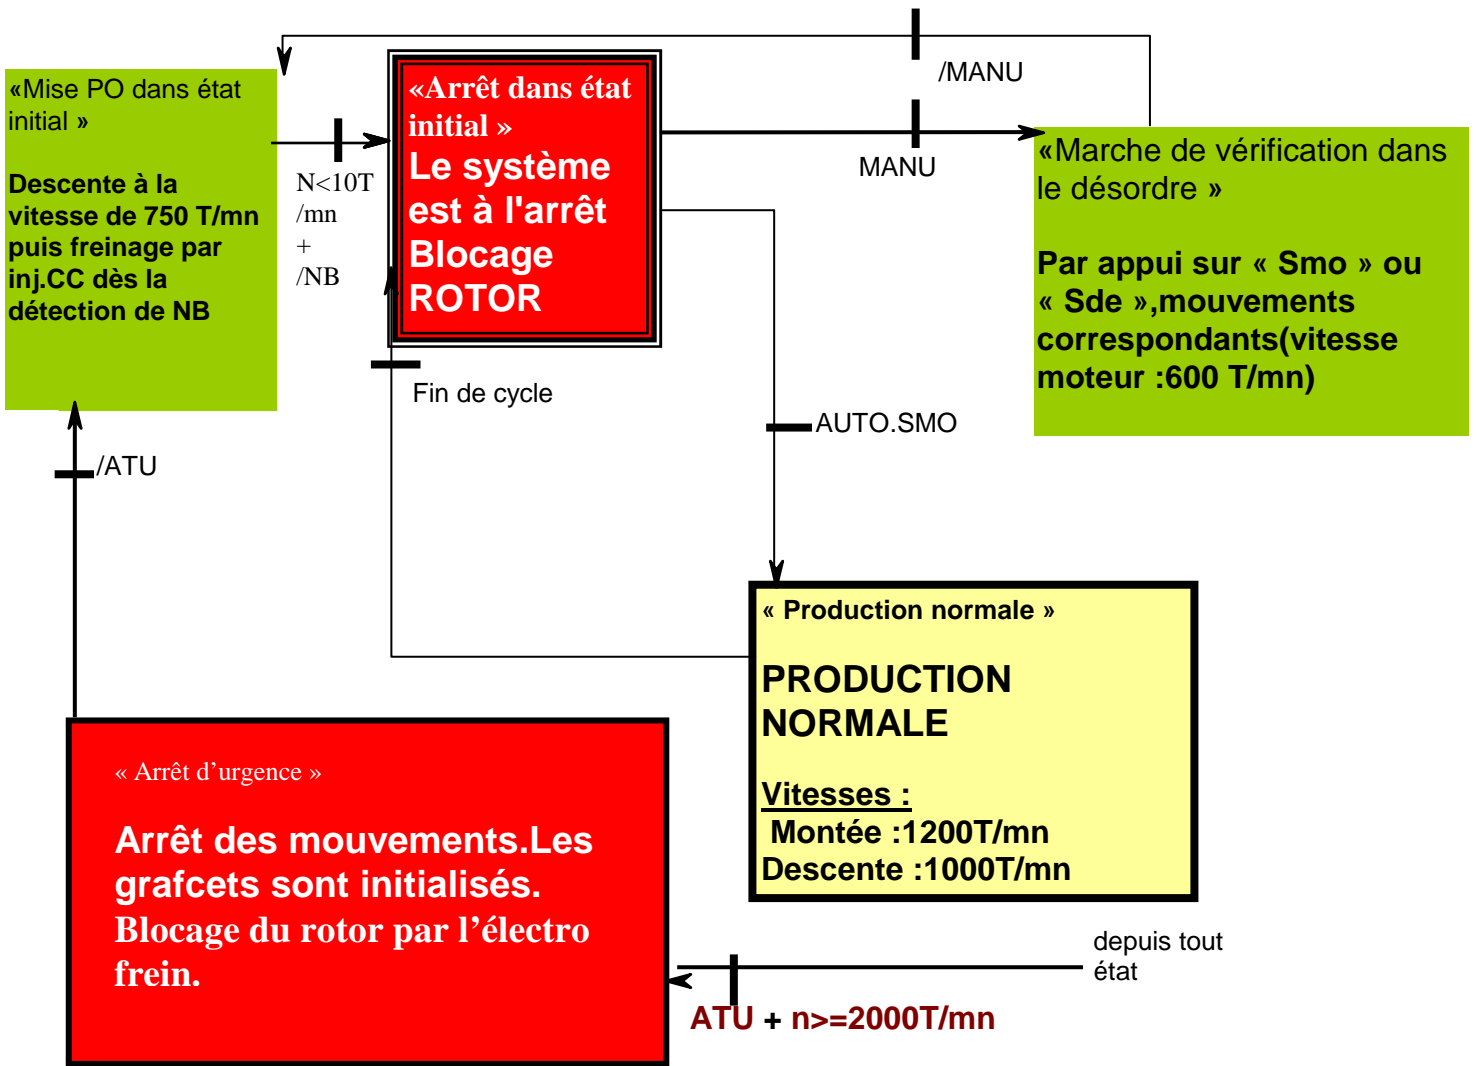 «Mise PO dans état
initial »
Descente à la
vitesse de 750 T/mn
puis freinage par
inj.CC dès la
détection de NB
N<10T
/mn
+
/NB
«Arrêt dans état
initial »
Le système
est à l'arrêt
Blocage
ROTOR
/MANU
MANU
«Marche de vérification dans
le désordre »
Par appui sur « Smo » ou
« Sde »,mouvements
correspondants(vitesse
moteur :600 T/mn)
Fin de cycle
AUTO.SMO
/ATU
« Production normale »
PRODUCTION
NORMALE
Vitesses :
Montée :1200T/mn
Descente :1000T/mn
« Arrêt d’urgence »
Arrêt des mouvements.Les
grafcets sont initialisés.
Blocage du rotor par l’électro
frein.
depuis tout
état
ATU + n>=2000T/mn